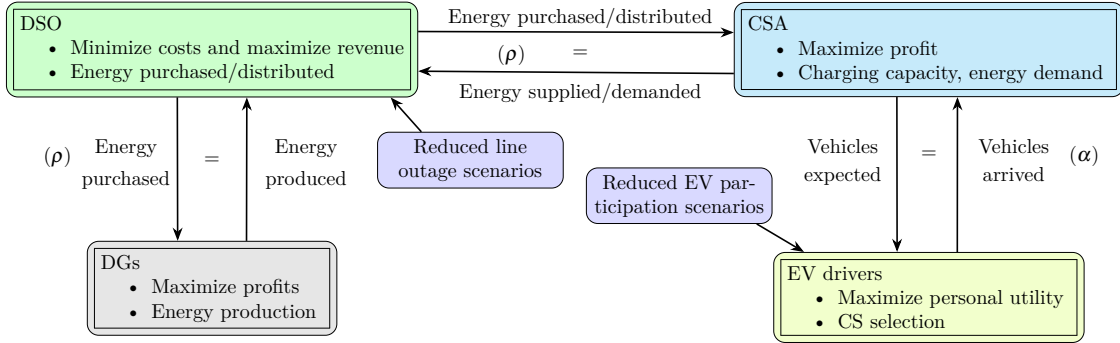 DSO
• Minimize costs and maximize revenue
• Energy purchased/distributed
Energy purchased/distributed
(ρ) =
Energy supplied/demanded
CSA
• Maximize profit
• Charging capacity, energy demand
(ρ) Energy
purchased
=
Energy
produced
Reduced line
outage scenarios
Reduced EV par-
ticipation scenarios
Vehicles
expected
=
Vehicles
arrived
(α)
DGs
• Maximize profits
• Energy production
EV drivers
• Maximize personal utility
• CS selection